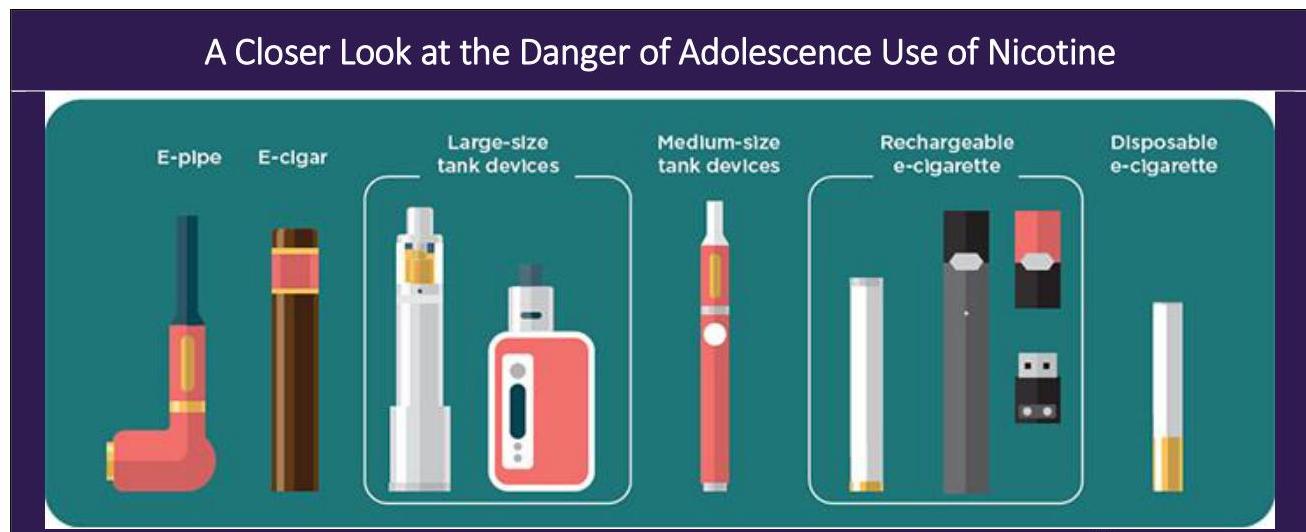 A Closer Look at the Danger of Adolescence Use of Nicotine
E-pipe
E-cigar
Large-size
tank devices
Medium-size
tank devices
Rechargeable
e-cigarette
Disposable
e-cigarette